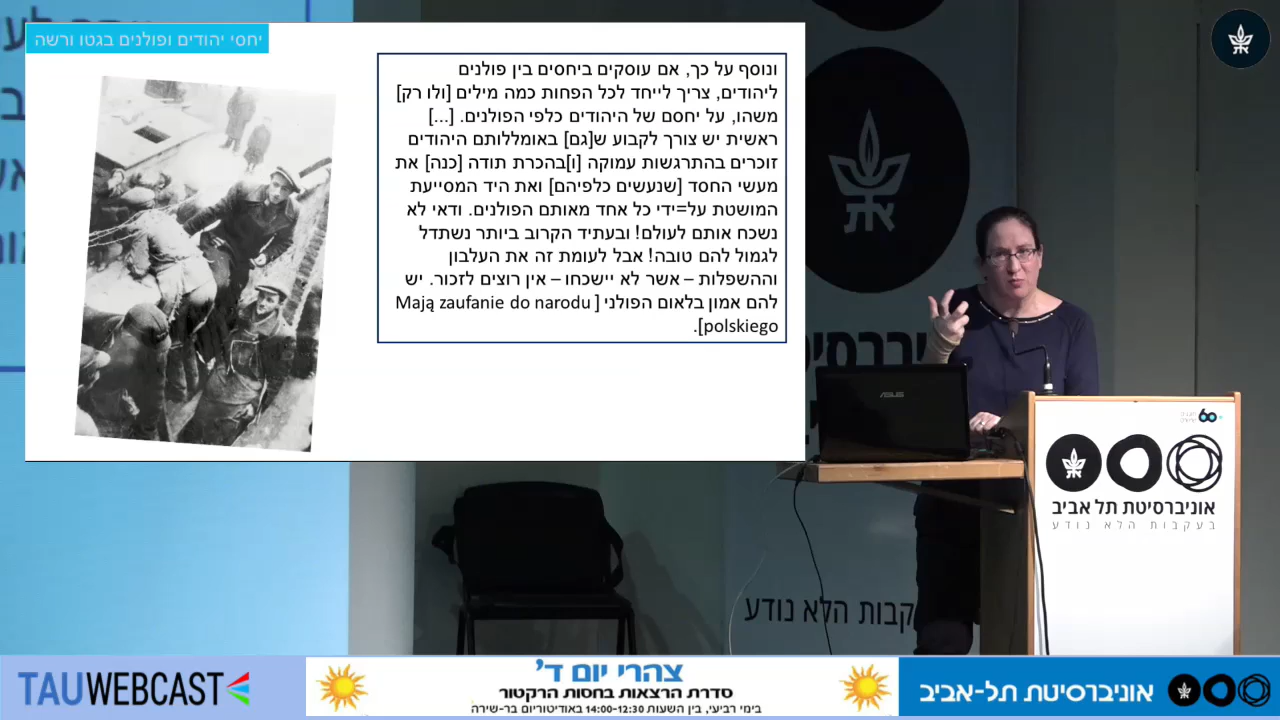 יחסי יהודים ופולנים בגטו ורשה
ונוסף על כך, אם עוסקים ביחסים בין פולנים
ליהודים, צריך לייחד לכל הפחות כמה מילים [ולו רק]
משהו, על יחסם של היהודים כלפי הפולנים. [...]
ראשית יש צורך לקבוע ש[גם] באומללותם היהודים
זוכרים בהתרגשות עמוקה [ו]בהכרת תודה [כנה] את
מעשי החסד [שנעשים כלפיהם] ואת היד המסייעת
המושטת על=ידי כל אחד מאותם הפולנים. ודאי לא
נשכח אותם לעולם! ובעתיד הקרוב ביותר נשתדל
לגמול להם טובה! אבל לעומת זה את העלבון
וההשפלות – אשר לא יישכחו – אין רוצים לזכור. יש
להם אמון בלאום הפולני [Mają zaufanie do narodu
polskiego].
את
את
ASUS
60
אוניברסיטת תל אביב
בעקבות הלא נודע
קבות הלא נודע
TAUWEBCAST
צהרי יום ד'
סדרת הרצאות בחסות הרקטור
בימי רביעי, בין השעות 14:00-12:30 באודיטוריום בר-שירה
אוניברסיטת תל-אביב